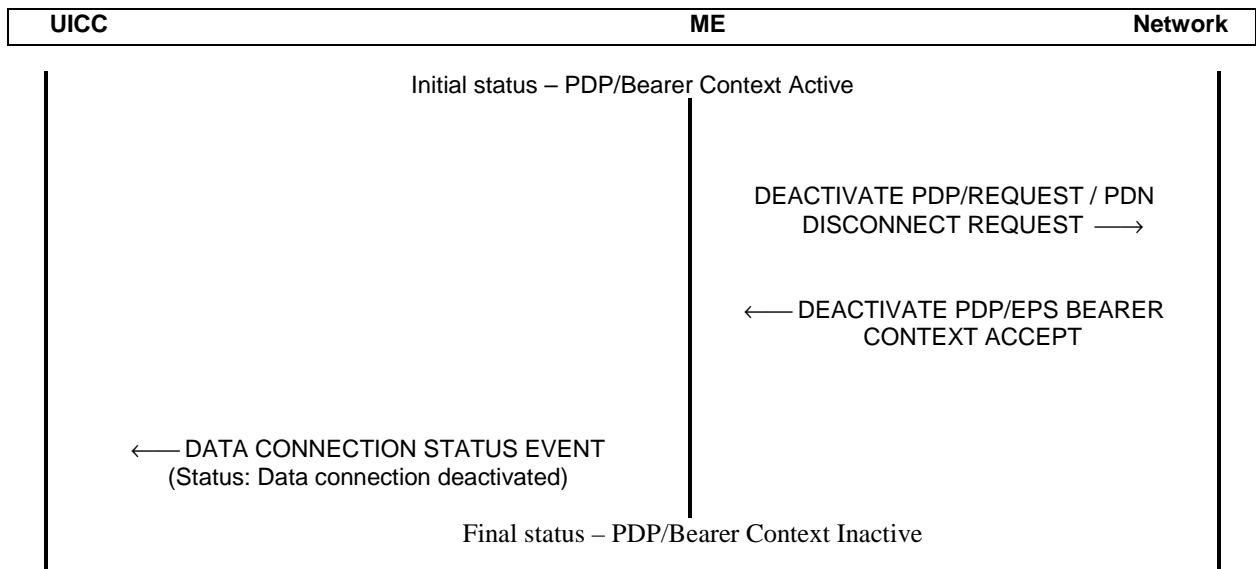 UICC ME Network
Initial status – PDP/Bearer Context Active
DEACTIVATE PDP/REQUEST / PDN
DISCONNECT REQUEST ⟶
⟵ DEACTIVATE PDP/EPS BEARER
CONTEXT ACCEPT
⟵ DATA CONNECTION STATUS EVENT
(Status: Data connection deactivated)
Final status – PDP/Bearer Context Inactive